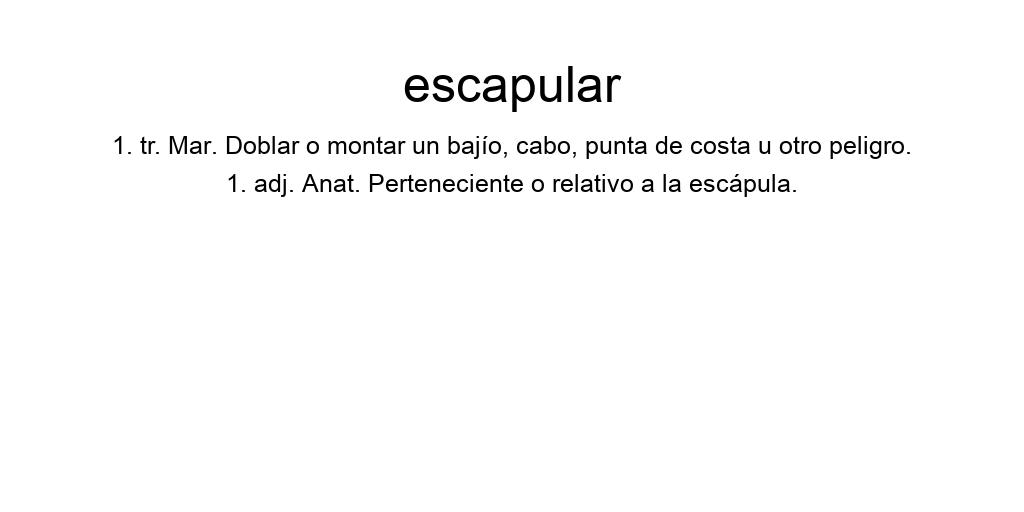 escapular
1. tr. Mar. Doblar o montar un bajío, cabo, punta de costa u otro peligro.
1. adj. Anat. Perteneciente o relativo a la escápula.